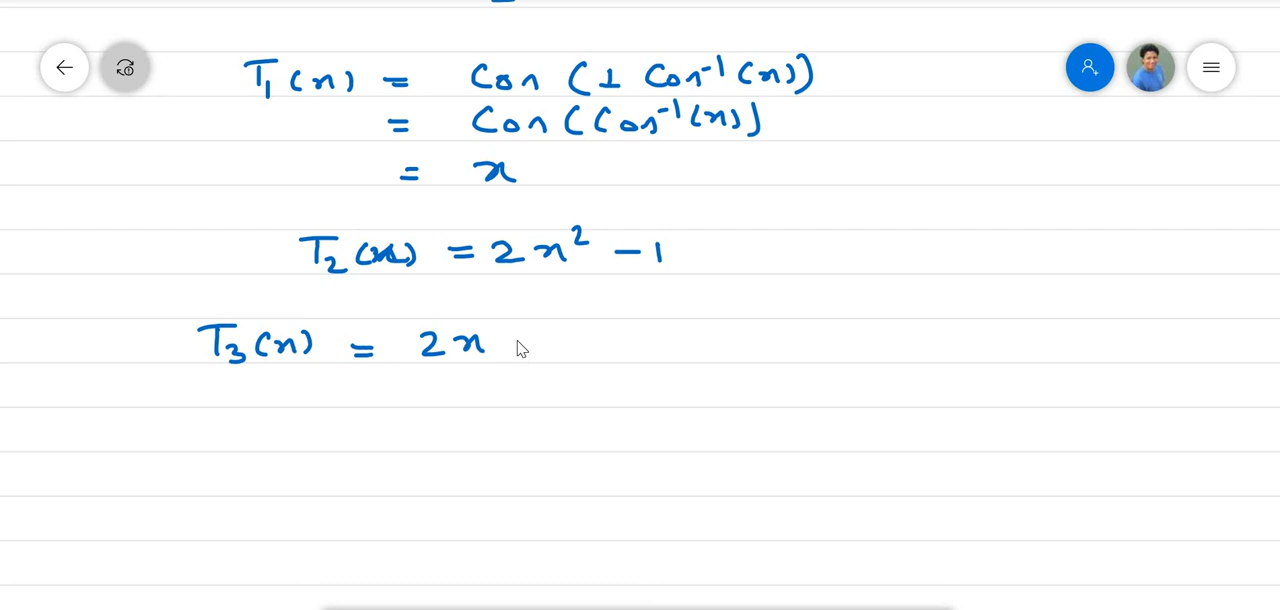 T₁(x) = Cos (1 Cos⁻¹(x))
= Cos (Cos⁻¹(x))
= x
T₂(x) = 2x² - 1
T₃(x) = 2x